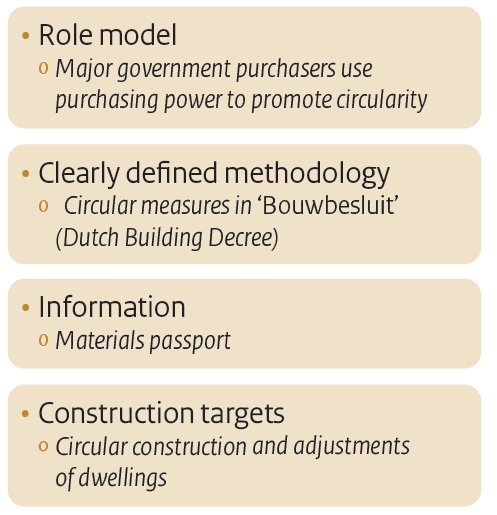 • Role model
o Major government purchasers use
purchasing power to promote circularity
• Clearly defined methodology
o Circular measures in ‘Bouwbesluit’
(Dutch Building Decree)
• Information
o Materials passport
• Construction targets
o Circular construction and adjustments
of dwellings